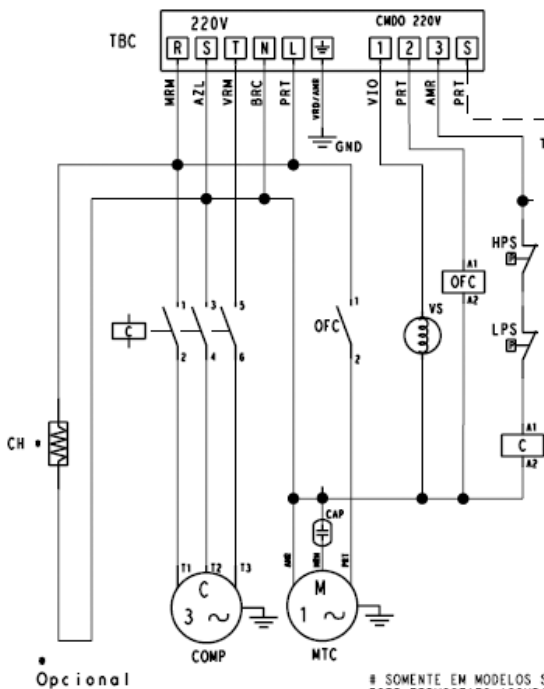 220V CMDO 220V
TBC R S T N L 1 2 3 S
MRM AZL VRM BRC PRT VRD/AMR VIO PRT AMR PRT
GND T
HPS
P
A1
OFC
A2
1 3 5 1
C OFC VS LPS
P
2 4 6 2
A1
C
A2
CH *
CAP
AMR MRM PRT
T1 T2 T3
C M
3 ~ 1 ~
COMP MTC
*
Opcional
# SOMENTE EM MODELOS S